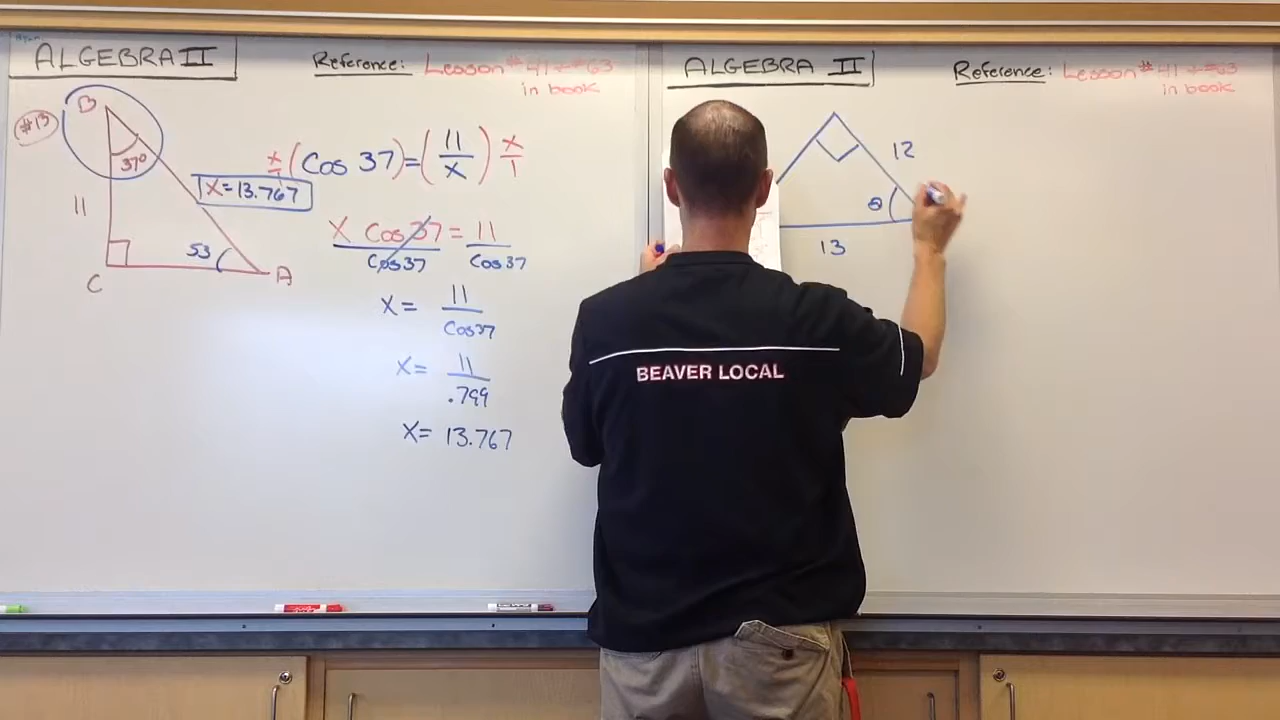 ALGEBRA II
Reference: Lesson #41 & #63
in book
#13
B
37°
11
X=13.767
53
C
A
x/1 (Cos 37) = (11/x) x/1
X Cos 37 / Cos 37 = 11 / Cos 37
X = 11 / Cos 37
X = 11 / .799
X = 13.767
ALGEBRA II
Reference: Lesson #41 & #63
in book
12
θ
13
BEAVER LOCAL